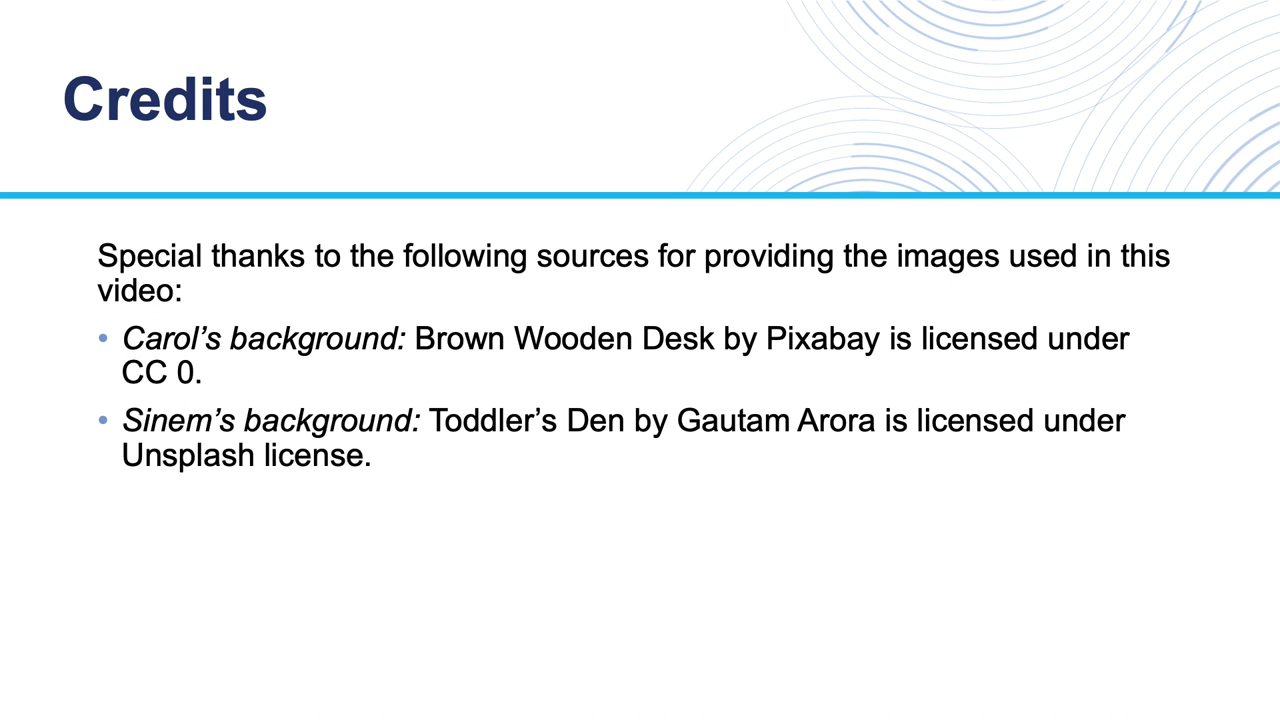 Credits
Special thanks to the following sources for providing the images used in this
video:
• Carol’s background: Brown Wooden Desk by Pixabay is licensed under
CC 0.
• Sinem’s background: Toddler’s Den by Gautam Arora is licensed under
Unsplash license.